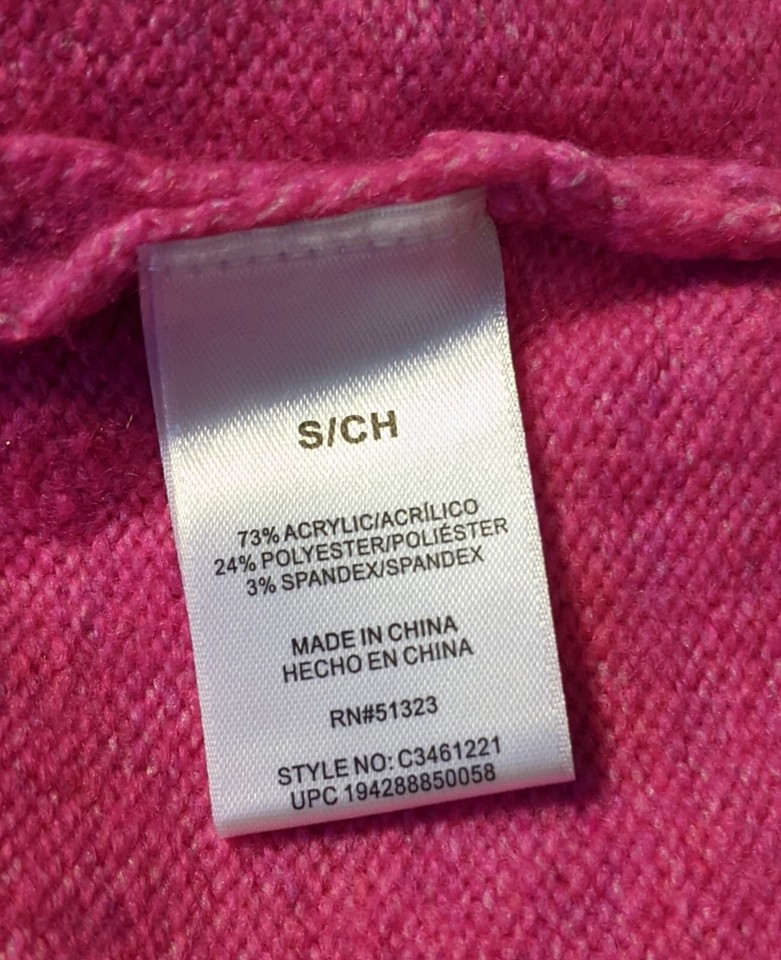 S/CH
73% ACRYLIC/ACRÍLICO
24% POLYESTER/POLIÉSTER
3% SPANDEX/SPANDEX
MADE IN CHINA
HECHO EN CHINA
RN#51323
STYLE NO: C3461221
UPC 194288850058